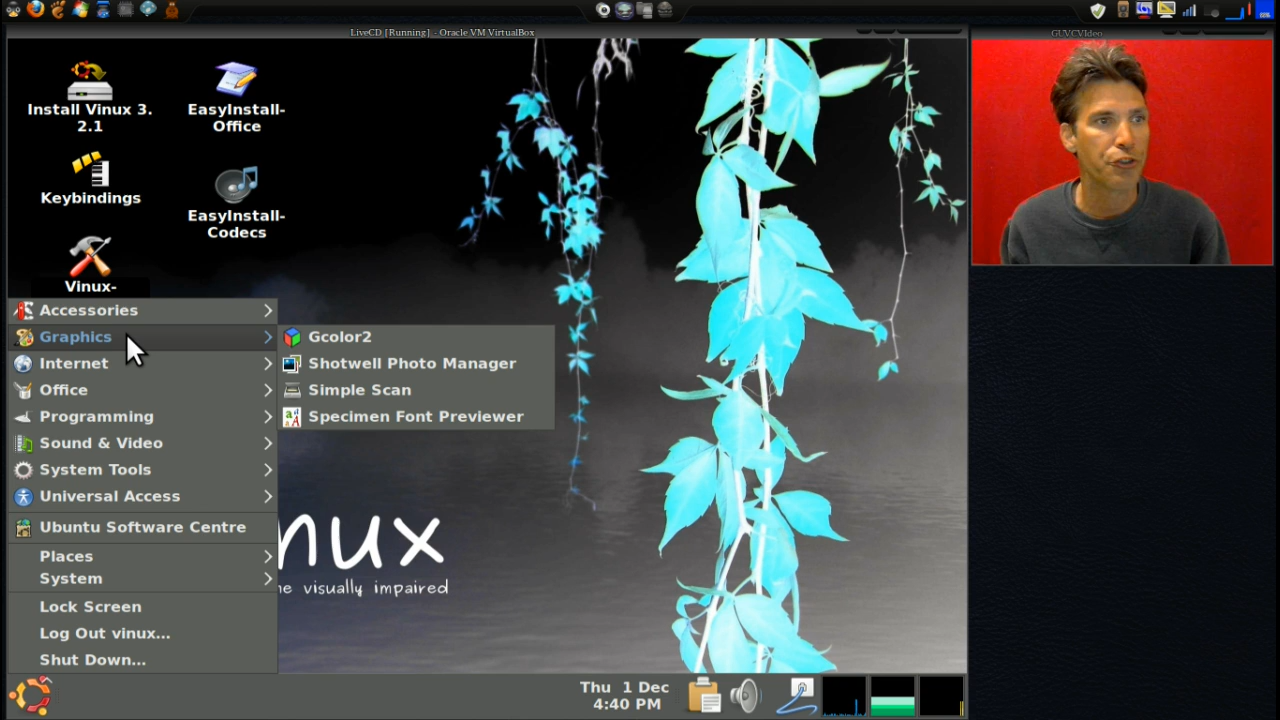 LiveCD [Running] - Oracle VM VirtualBox
GUVCVideo
Install Vinux 3.
2.1
EasyInstall-
Office
Keybindings
EasyInstall-
Codecs
Vinux-
Accessories
Graphics
Internet
Office
Programming
Sound & Video
System Tools
Universal Access
Ubuntu Software Centre
Places
System
Lock Screen
Log Out vinux...
Shut Down...
Gcolor2
Shotwell Photo Manager
Simple Scan
Specimen Font Previewer
nux
he visually impaired
Thu 1 Dec
4:40 PM